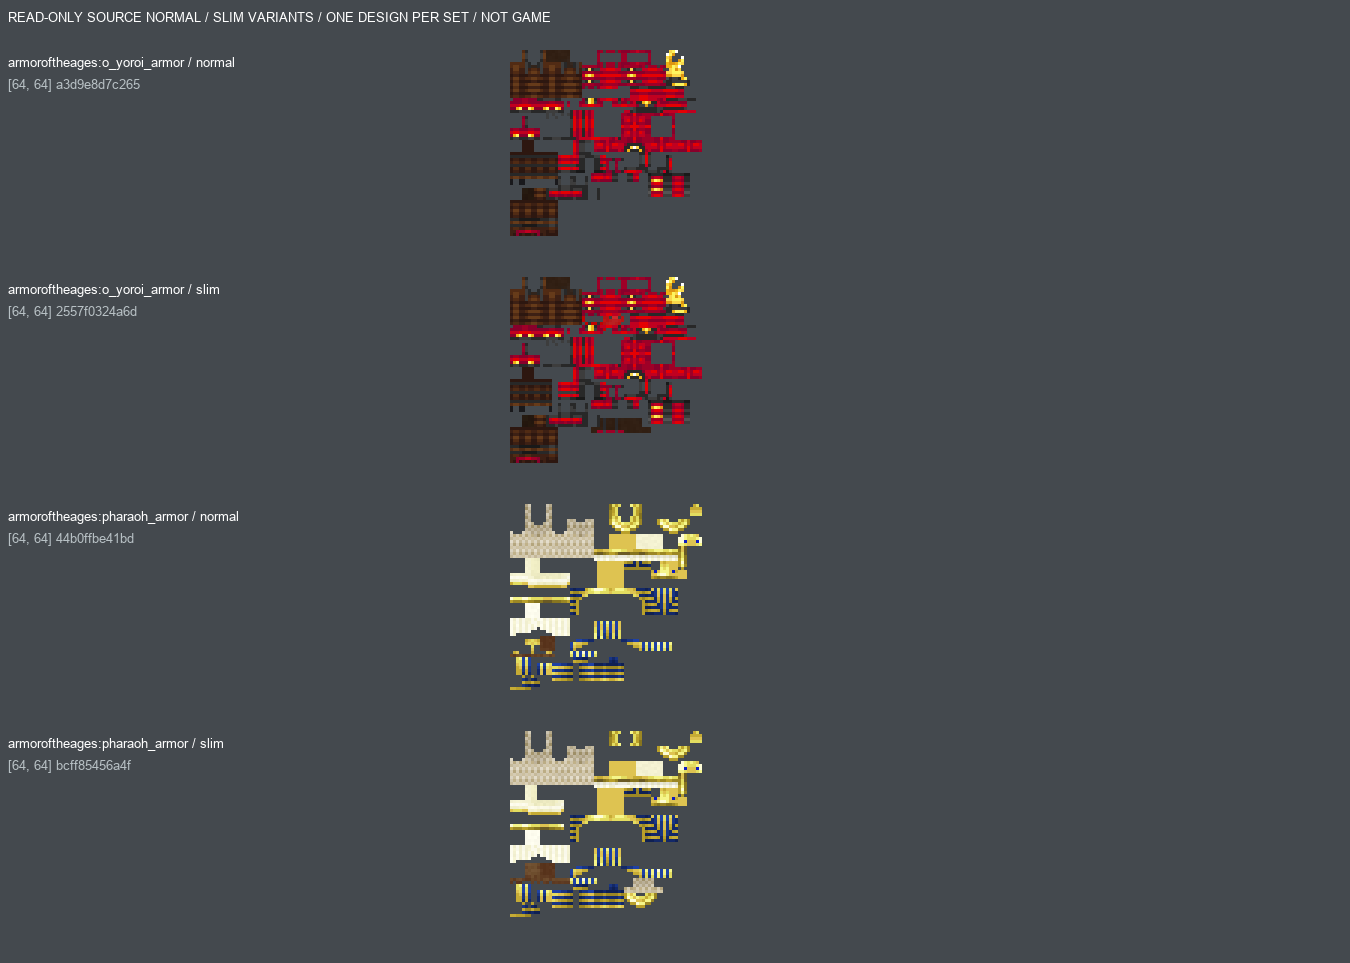 READ-ONLY SOURCE NORMAL / SLIM VARIANTS / ONE DESIGN PER SET / NOT GAME
armoroftheages:o_yoroi_armor / normal
[64, 64] a3d9e8d7c265
armoroftheages:o_yoroi_armor / slim
[64, 64] 2557f0324a6d
armoroftheages:pharaoh_armor / normal
[64, 64] 44b0ffbe41bd
armoroftheages:pharaoh_armor / slim
[64, 64] bcff85456a4f